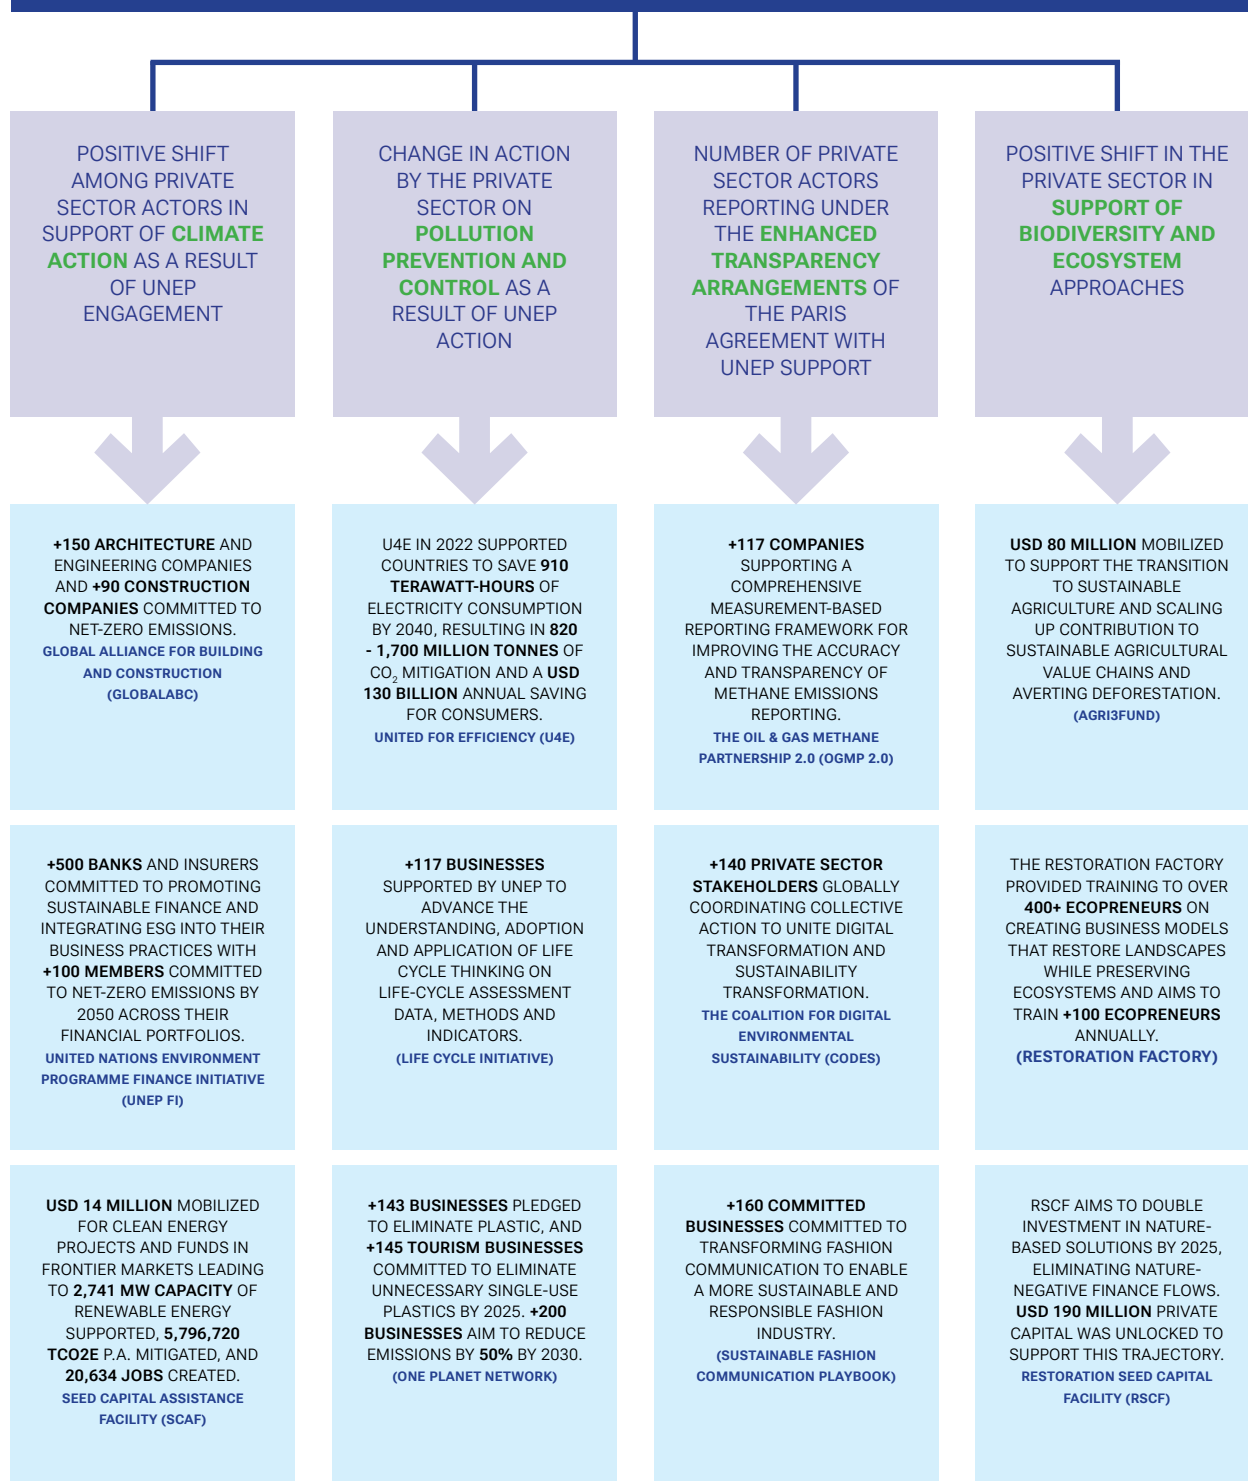 POSITIVE SHIFT
AMONG PRIVATE
SECTOR ACTORS IN
SUPPORT OF CLIMATE
ACTION AS A RESULT
OF UNEP
ENGAGEMENT
CHANGE IN ACTION
BY THE PRIVATE
SECTOR ON
POLLUTION
PREVENTION AND
CONTROL AS A
RESULT OF UNEP
ACTION
NUMBER OF PRIVATE
SECTOR ACTORS
REPORTING UNDER
THE ENHANCED
TRANSPARENCY
ARRANGEMENTS OF
THE PARIS
AGREEMENT WITH
UNEP SUPPORT
POSITIVE SHIFT IN THE
PRIVATE SECTOR IN
SUPPORT OF
BIODIVERSITY AND
ECOSYSTEM
APPROACHES
+150 ARCHITECTURE AND
ENGINEERING COMPANIES
AND +90 CONSTRUCTION
COMPANIES COMMITTED TO
NET-ZERO EMISSIONS.
GLOBAL ALLIANCE FOR BUILDING
AND CONSTRUCTION
(GLOBALABC)
U4E IN 2022 SUPPORTED
COUNTRIES TO SAVE 910
TERAWATT-HOURS OF
ELECTRICITY CONSUMPTION
BY 2040, RESULTING IN 820
- 1,700 MILLION TONNES OF
CO₂ MITIGATION AND A USD
130 BILLION ANNUAL SAVING
FOR CONSUMERS.
UNITED FOR EFFICIENCY (U4E)
+117 COMPANIES
SUPPORTING A
COMPREHENSIVE
MEASUREMENT-BASED
REPORTING FRAMEWORK FOR
IMPROVING THE ACCURACY
AND TRANSPARENCY OF
METHANE EMISSIONS
REPORTING.
THE OIL & GAS METHANE
PARTNERSHIP 2.0 (OGMP 2.0)
USD 80 MILLION MOBILIZED
TO SUPPORT THE TRANSITION
TO SUSTAINABLE
AGRICULTURE AND SCALING
UP CONTRIBUTION TO
SUSTAINABLE AGRICULTURAL
VALUE CHAINS AND
AVERTING DEFORESTATION.
(AGRI3FUND)
+500 BANKS AND INSURERS
COMMITTED TO PROMOTING
SUSTAINABLE FINANCE AND
INTEGRATING ESG INTO THEIR
BUSINESS PRACTICES WITH
+100 MEMBERS COMMITTED
TO NET-ZERO EMISSIONS BY
2050 ACROSS THEIR
FINANCIAL PORTFOLIOS.
UNITED NATIONS ENVIRONMENT
PROGRAMME FINANCE INITIATIVE
(UNEP FI)
+117 BUSINESSES
SUPPORTED BY UNEP TO
ADVANCE THE
UNDERSTANDING, ADOPTION
AND APPLICATION OF LIFE
CYCLE THINKING ON
LIFE-CYCLE ASSESSMENT
DATA, METHODS AND
INDICATORS.
(LIFE CYCLE INITIATIVE)
+140 PRIVATE SECTOR
STAKEHOLDERS GLOBALLY
COORDINATING COLLECTIVE
ACTION TO UNITE DIGITAL
TRANSFORMATION AND
SUSTAINABILITY
TRANSFORMATION.
THE COALITION FOR DIGITAL
ENVIRONMENTAL
SUSTAINABILITY (CODES)
THE RESTORATION FACTORY
PROVIDED TRAINING TO OVER
400+ ECOPRENEURS ON
CREATING BUSINESS MODELS
THAT RESTORE LANDSCAPES
WHILE PRESERVING
ECOSYSTEMS AND AIMS TO
TRAIN +100 ECOPRENEURS
ANNUALLY.
(RESTORATION FACTORY)
USD 14 MILLION MOBILIZED
FOR CLEAN ENERGY
PROJECTS AND FUNDS IN
FRONTIER MARKETS LEADING
TO 2,741 MW CAPACITY OF
RENEWABLE ENERGY
SUPPORTED, 5,796,720
TCO2E P.A. MITIGATED, AND
20,634 JOBS CREATED.
SEED CAPITAL ASSISTANCE
FACILITY (SCAF)
+143 BUSINESSES PLEDGED
TO ELIMINATE PLASTIC, AND
+145 TOURISM BUSINESSES
COMMITTED TO ELIMINATE
UNNECESSARY SINGLE-USE
PLASTICS BY 2025. +200
BUSINESSES AIM TO REDUCE
EMISSIONS BY 50% BY 2030.
(ONE PLANET NETWORK)
+160 COMMITTED
BUSINESSES COMMITTED TO
TRANSFORMING FASHION
COMMUNICATION TO ENABLE
A MORE SUSTAINABLE AND
RESPONSIBLE FASHION
INDUSTRY.
(SUSTAINABLE FASHION
COMMUNICATION PLAYBOOK)
RSCF AIMS TO DOUBLE
INVESTMENT IN NATURE-
BASED SOLUTIONS BY 2025,
ELIMINATING NATURE-
NEGATIVE FINANCE FLOWS.
USD 190 MILLION PRIVATE
CAPITAL WAS UNLOCKED TO
SUPPORT THIS TRAJECTORY.
RESTORATION SEED CAPITAL
FACILITY (RSCF)